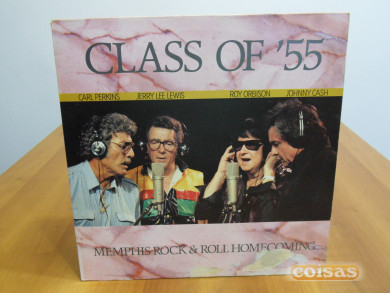 CLASS OF '55
CARL PERKINS JERRY LEE LEWIS ROY ORBISON JOHNNY CASH
MEMPHIS ROCK & ROLL HOMECOMING
coisas